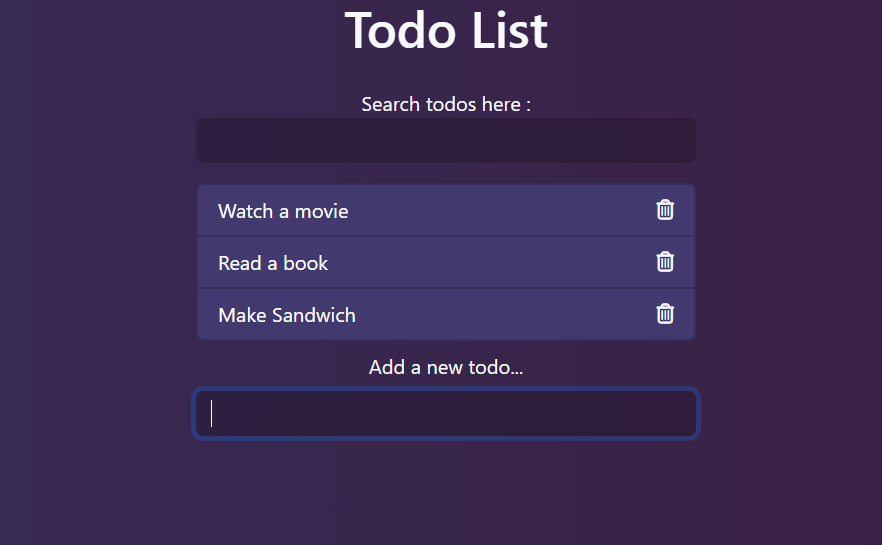 Todo List
Search todos here :
Watch a movie
Read a book
Make Sandwich
Add a new todo...